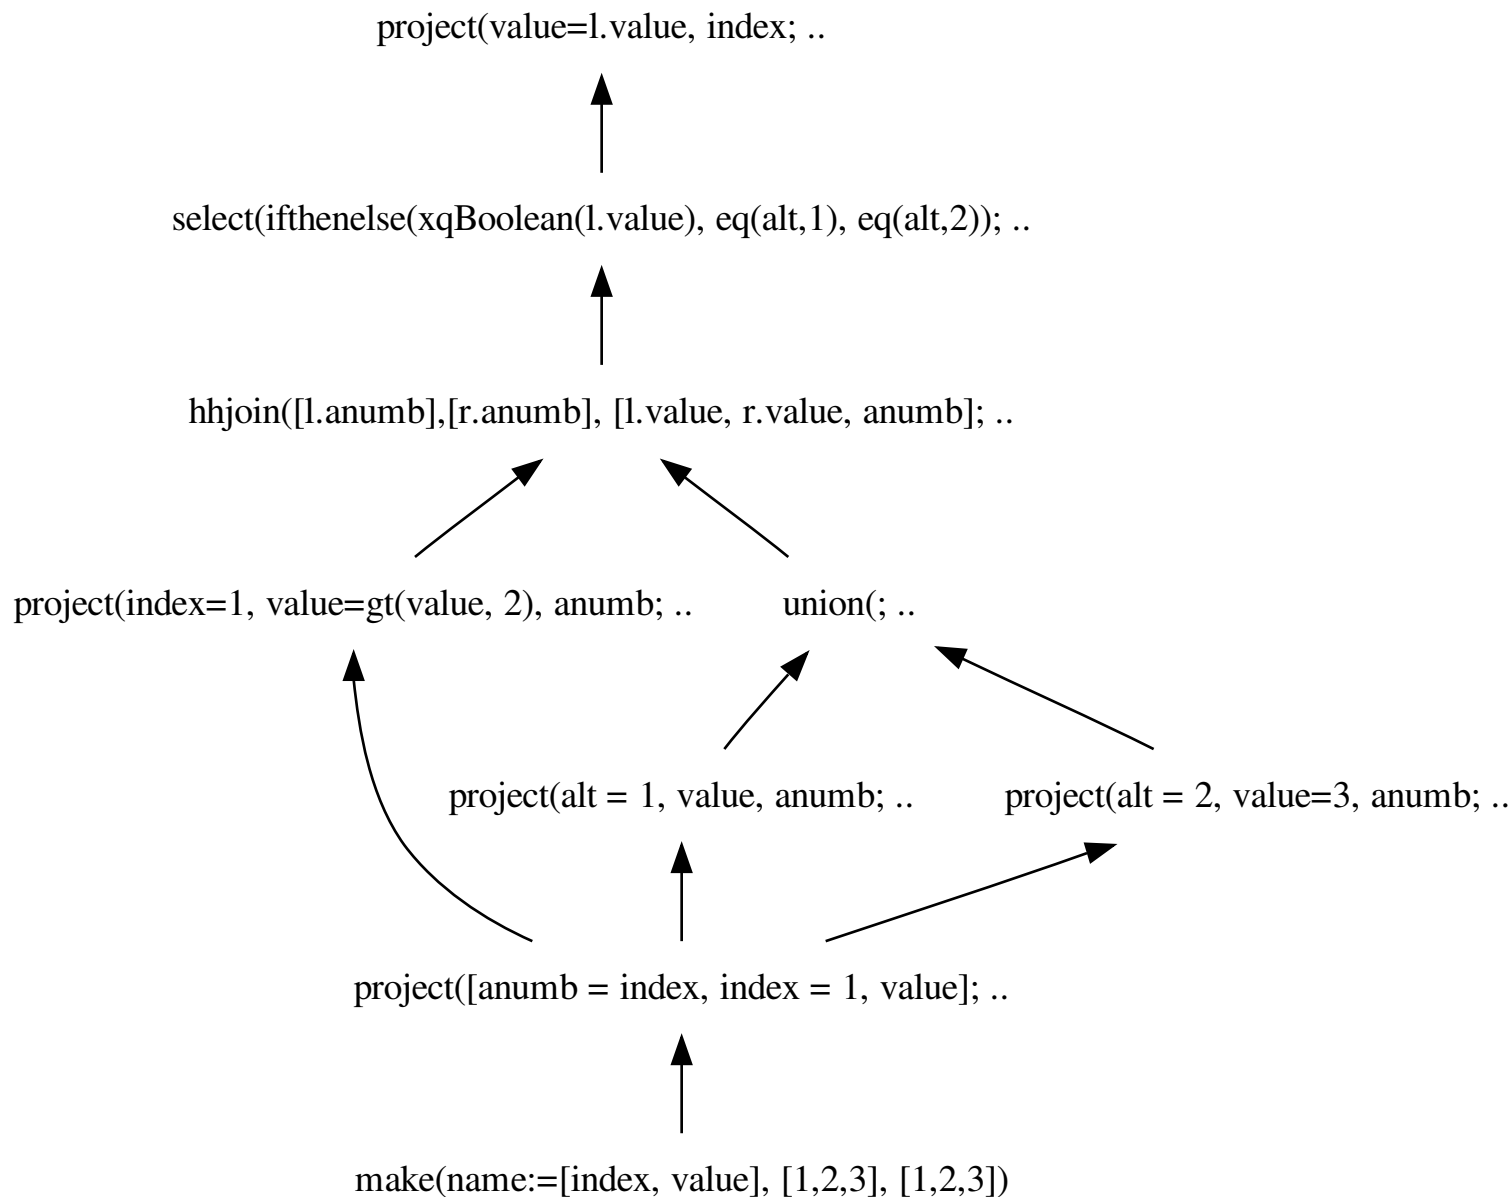 project(value=l.value, index; ..
select(ifthenelse(xqBoolean(l.value), eq(alt,1), eq(alt,2)); ..
hhjoin([l.anumb],[r.anumb], [l.value, r.value, anumb]; ..
project(index=1, value=gt(value, 2), anumb; ..
union(; ..
project(alt = 1, value, anumb; ..
project(alt = 2, value=3, anumb; ..
project([anumb = index, index = 1, value]; ..
make(name:=[index, value], [1,2,3], [1,2,3])